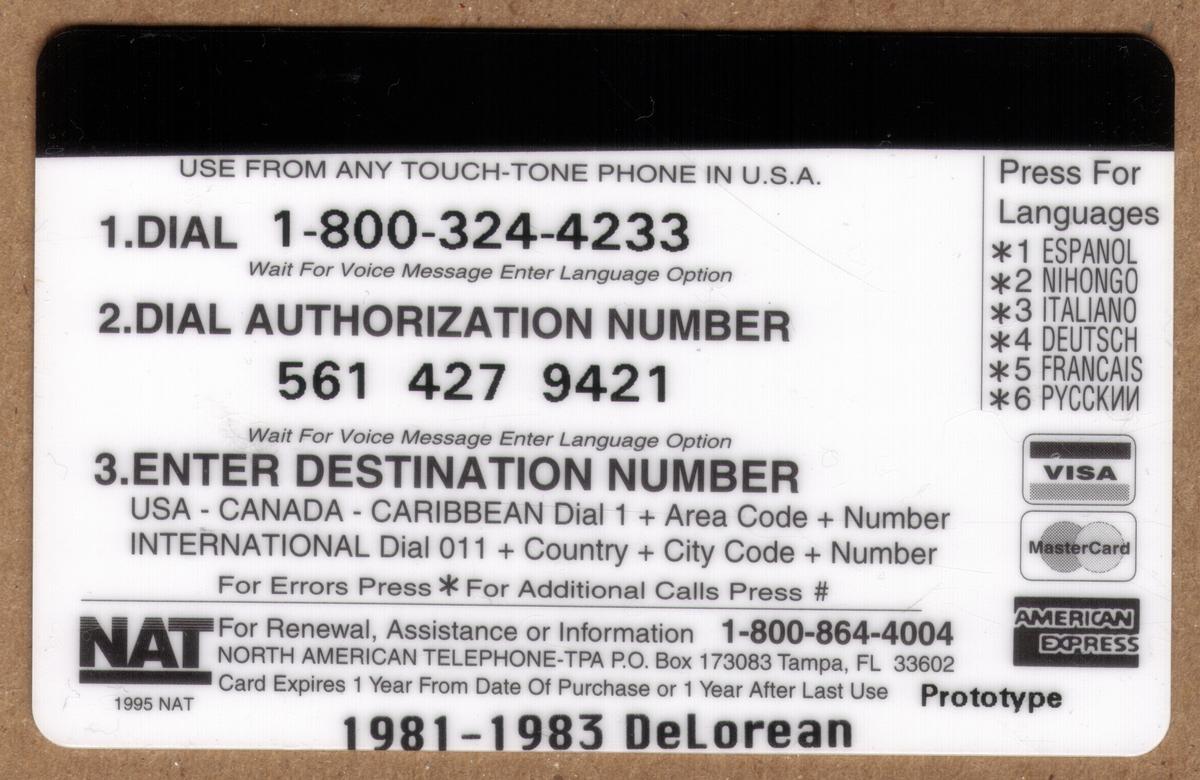 USE FROM ANY TOUCH-TONE PHONE IN U.S.A.
1.DIAL 1-800-324-4233
Wait For Voice Message Enter Language Option
2.DIAL AUTHORIZATION NUMBER
561 427 9421
Wait For Voice Message Enter Language Option
3.ENTER DESTINATION NUMBER
USA - CANADA - CARIBBEAN Dial 1 + Area Code + Number
INTERNATIONAL Dial 011 + Country + City Code + Number
For Errors Press * For Additional Calls Press #
Press For
Languages
*1 ESPANOL
*2 NIHONGO
*3 ITALIANO
*4 DEUTSCH
*5 FRANCAIS
*6 РУССКИИ
VISA
MasterCard
AMERICAN
EXPRESS
NAT
1995 NAT
For Renewal, Assistance or Information 1-800-864-4004
NORTH AMERICAN TELEPHONE-TPA P.O. Box 173083 Tampa, FL 33602
Card Expires 1 Year From Date Of Purchase or 1 Year After Last Use
Prototype
1981-1983 DeLorean